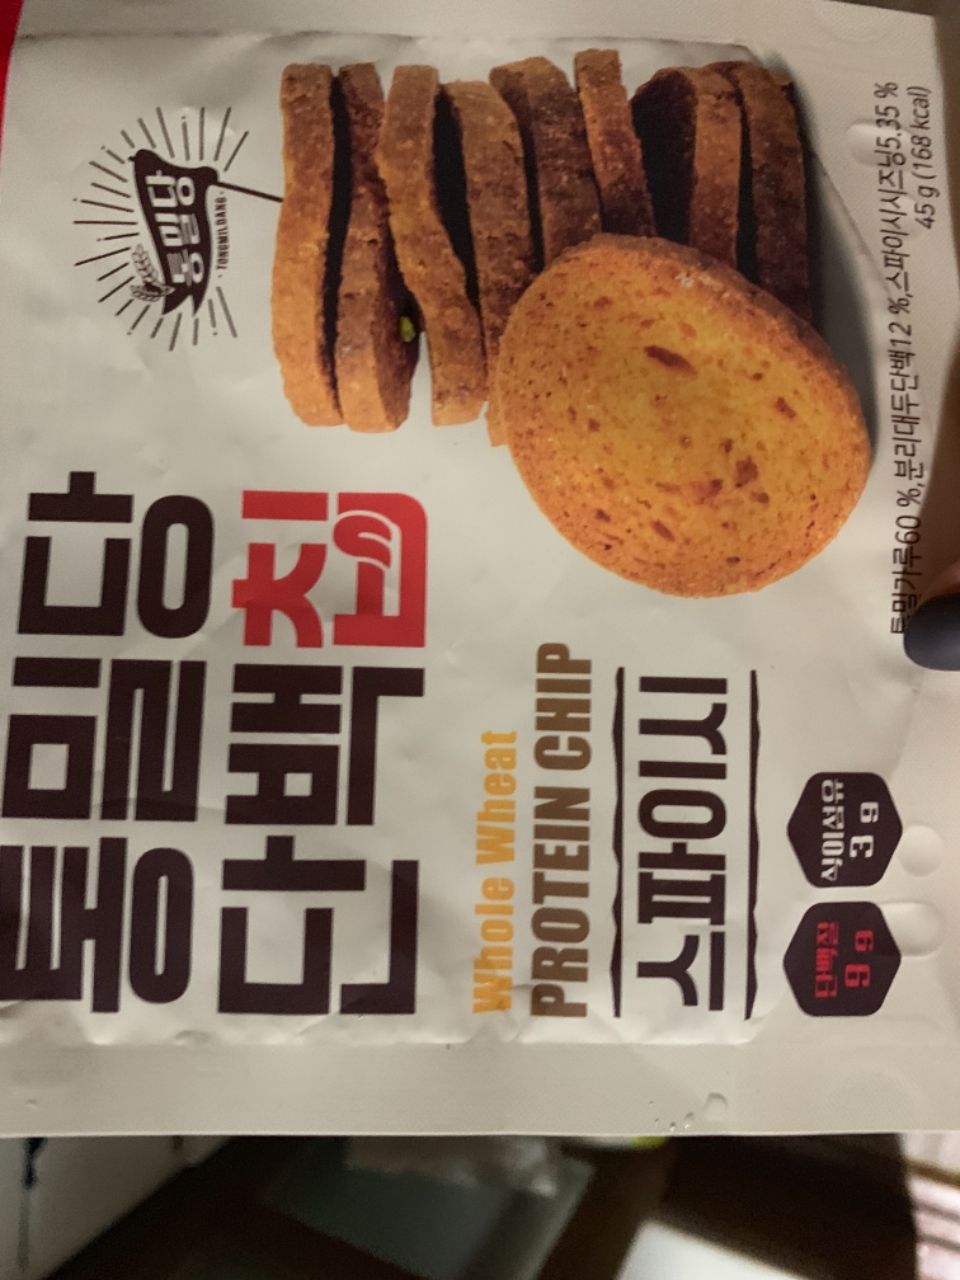 통밀당
TONGMILDANG
통밀당
단백칩
Whole Wheat
PROTEIN CHIP
스파이시
단백질
9 g
식이섬유
3 g
통밀가루60 %,분리대두단백12 %,스파이시시즈닝5.35 %
45 g (168 kcal)